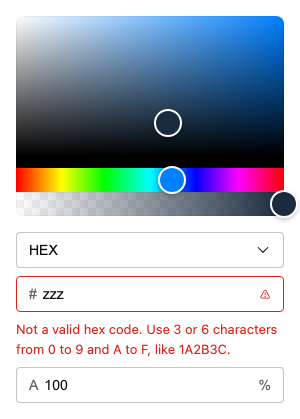 HEX
# zzz
Not a valid hex code. Use 3 or 6 characters
from 0 to 9 and A to F, like 1A2B3C.
A 100 %